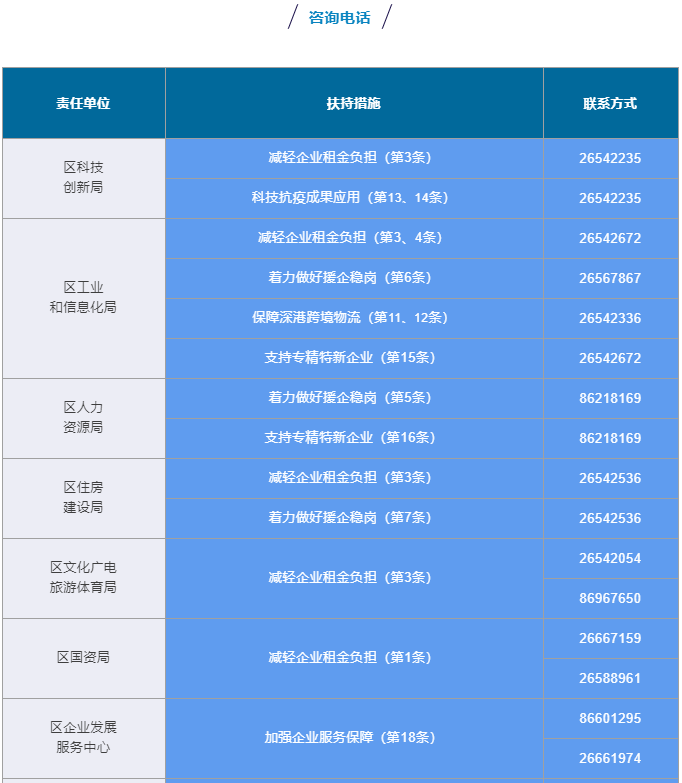 咨询电话
责任单位 扶持措施 联系方式
区科技
创新局
减轻企业租金负担（第3条） 26542235
科技抗疫成果应用（第13、14条） 26542235
区工业
和信息化局
减轻企业租金负担（第3、4条） 26542672
着力做好援企稳岗（第6条） 26567867
保障深港跨境物流（第11、12条） 26542336
支持专精特新企业（第15条） 26542672
区人力
资源局
着力做好援企稳岗（第5条） 86218169
支持专精特新企业（第16条） 86218169
区住房
建设局
减轻企业租金负担（第3条） 26542536
着力做好援企稳岗（第7条） 26542536
区文化广电
旅游体育局
减轻企业租金负担（第3条）
26542054
86967650
区国资局
减轻企业租金负担（第1条）
26667159
26588961
区企业发展
服务中心
加强企业服务保障（第18条）
86601295
26661974